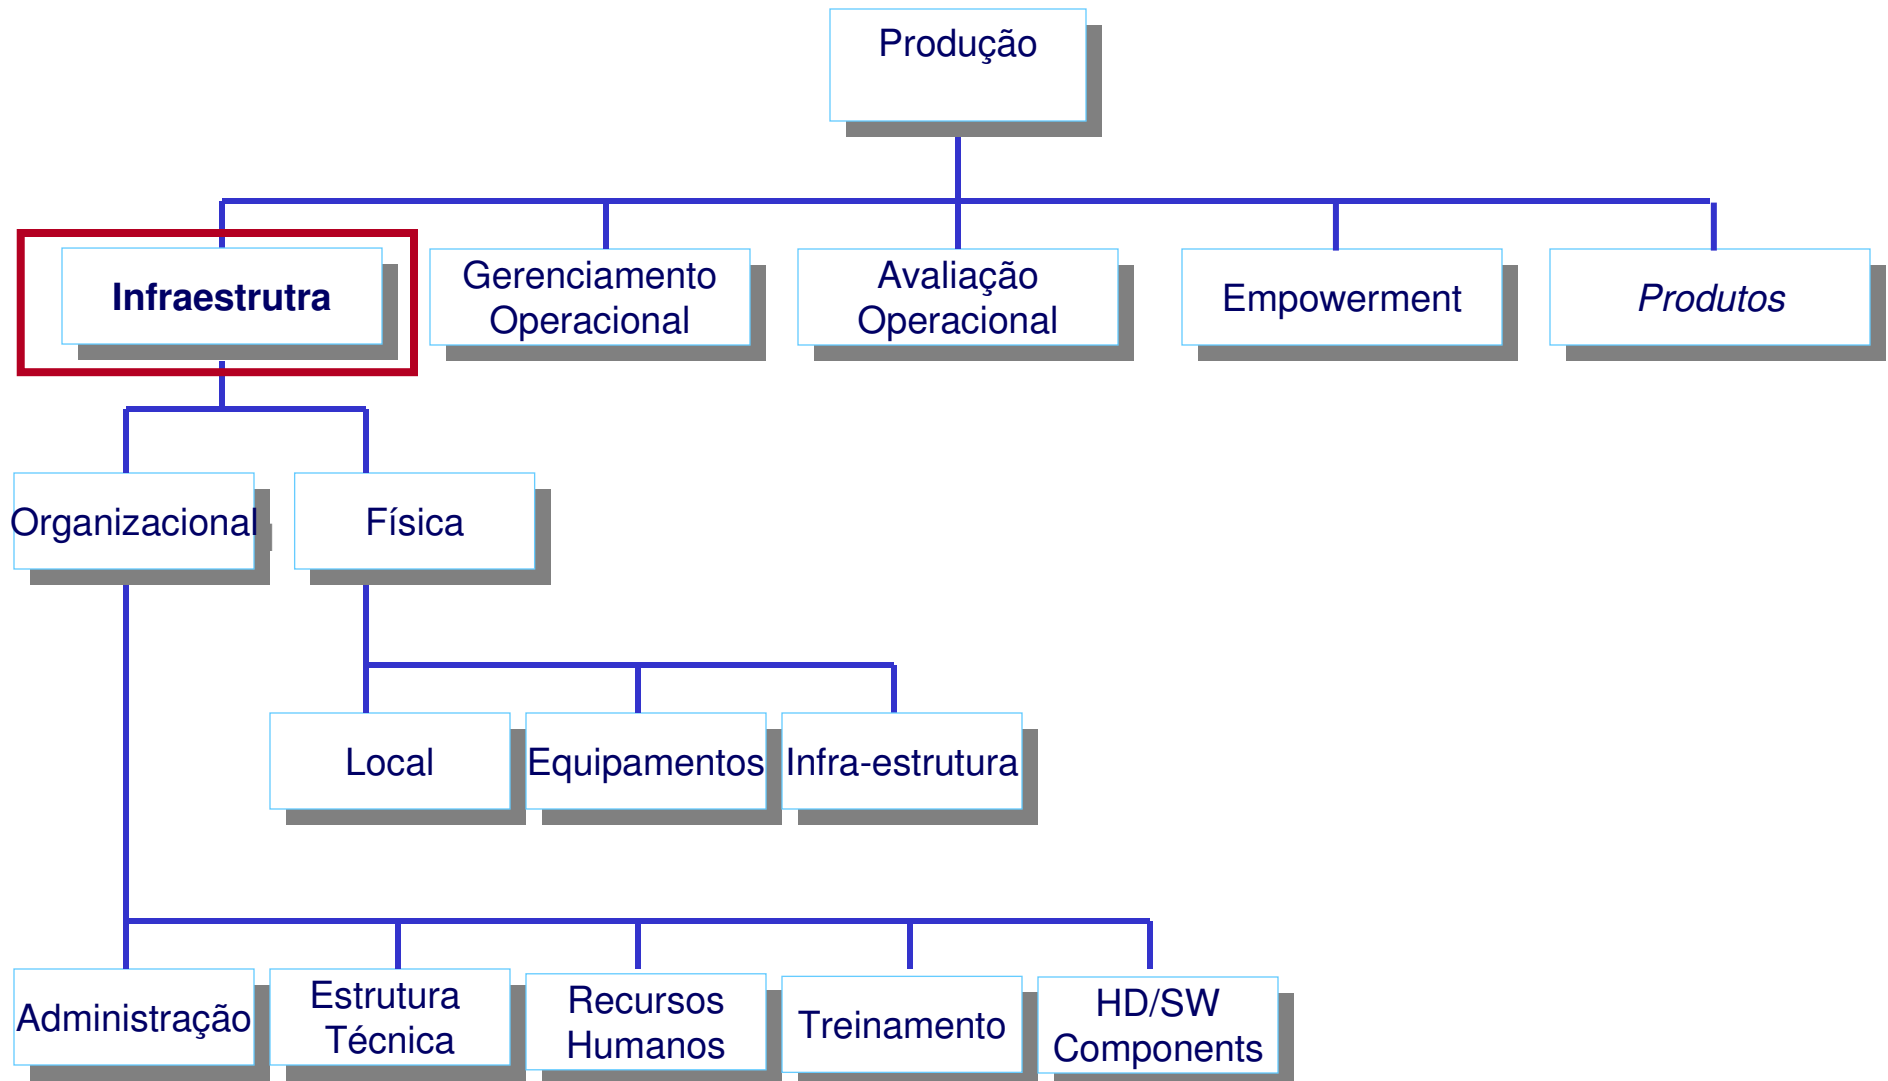 Produção
Infraestrutra
Gerenciamento
Operacional
Avaliação
Operacional
Empowerment
Produtos
Organizacional
Física
Local
Equipamentos
Infra-estrutura
Administração
Estrutura
Técnica
Recursos
Humanos
Treinamento
HD/SW
Components